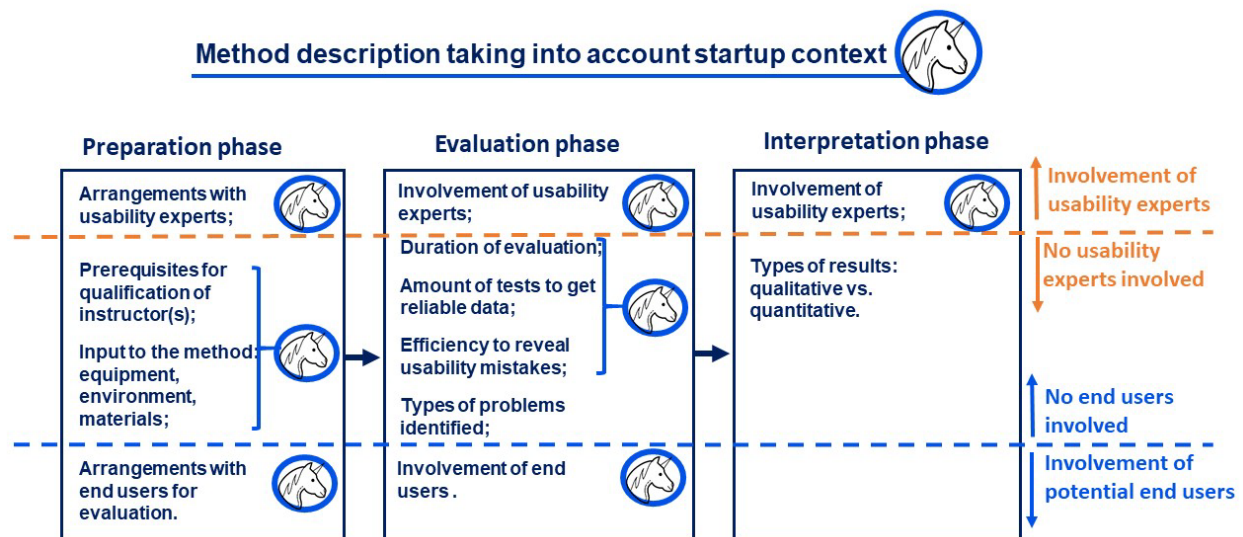 Method description taking into account startup context
Preparation phase
Arrangements with
usability experts;
Prerequisites for
qualification of
instructor(s);
Input to the method:
equipment,
environment,
materials;
Arrangements with
end users for
evaluation.
Evaluation phase
Involvement of usability
experts;
Duration of evaluation;
Amount of tests to get
reliable data;
Efficiency to reveal
usability mistakes;
Types of problems
identified;
Involvement of end
users .
Interpretation phase
Involvement of
usability experts;
Types of results:
qualitative vs.
quantitative.
Involvement of
usability experts
No usability
experts involved
No end users
involved
Involvement of
potential end users